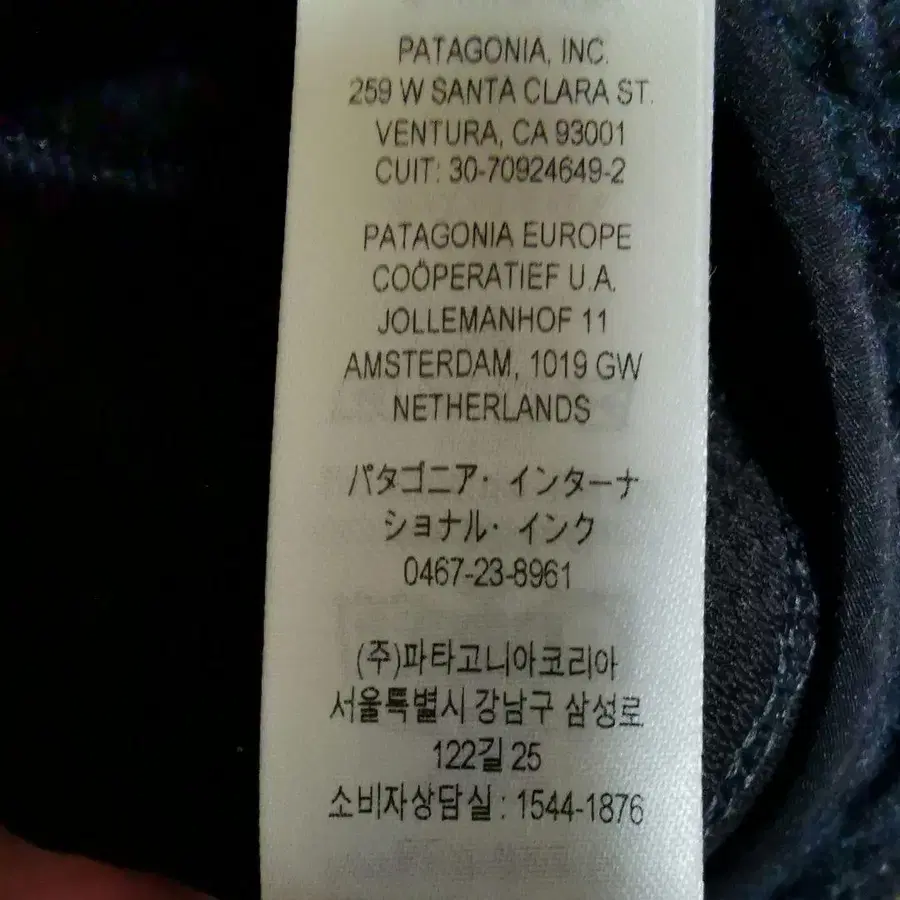 PATAGONIA, INC.
259 W SANTA CLARA ST.
VENTURA, CA 93001
CUIT: 30-70924649-2
PATAGONIA EUROPE
COÖPERATIEF U.A.
JOLLEMANHOF 11
AMSTERDAM, 1019 GW
NETHERLANDS
パタゴニア・インターナ
ショナル・インク
0467-23-8961
(주)파타고니아코리아
서울특별시 강남구 삼성로
122길 25
소비자상담실 : 1544-1876